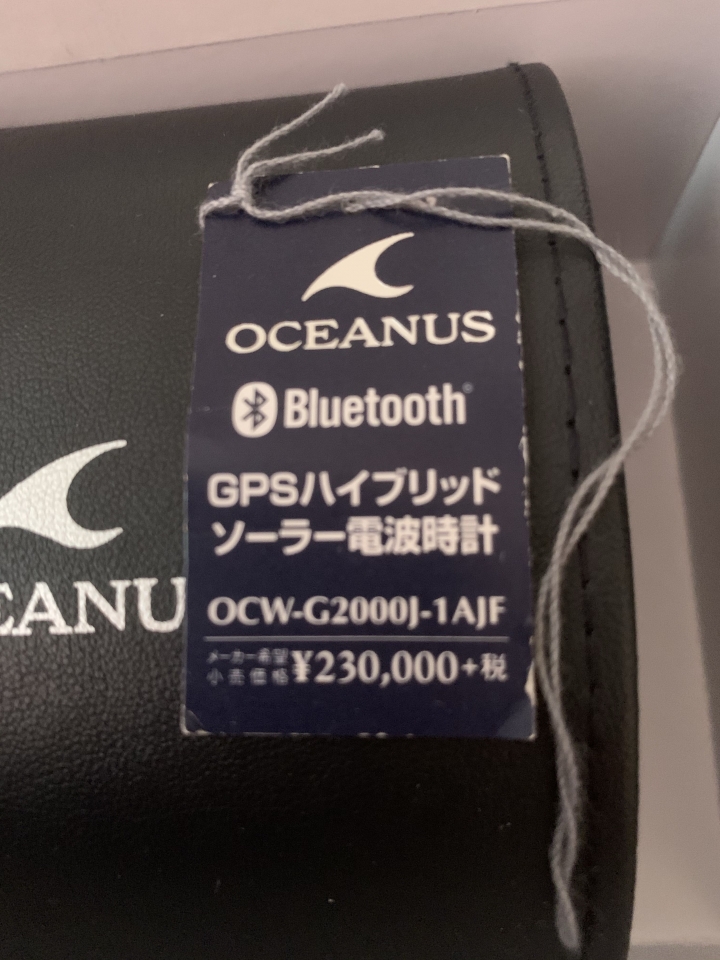 OCEANUS
Bluetooth®
GPSハイブリッド
ソーラー電波時計
OCW-G2000J-1AJF
メーカー希望
小売価格 ¥230,000+税
EANU